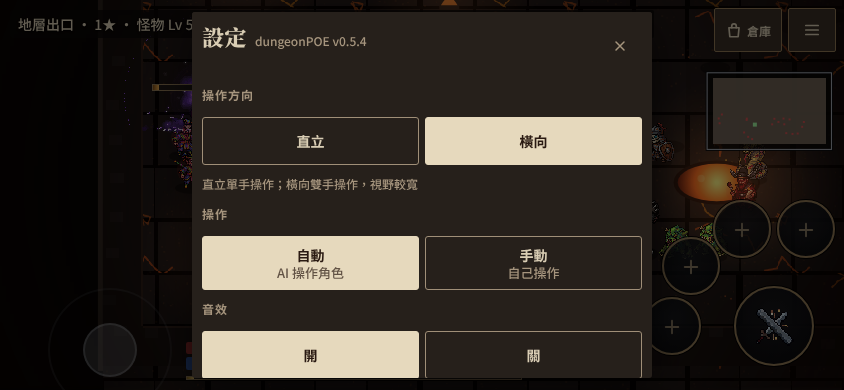 地層出口 • 1★ • 怪物 Lv 5
設定 dungeonPOE v0.5.4
×
倉庫
操作方向
直立
橫向
直立單手操作；橫向雙手操作，視野較寬
操作
自動
AI 操作角色
手動
自己操作
音效
開
關